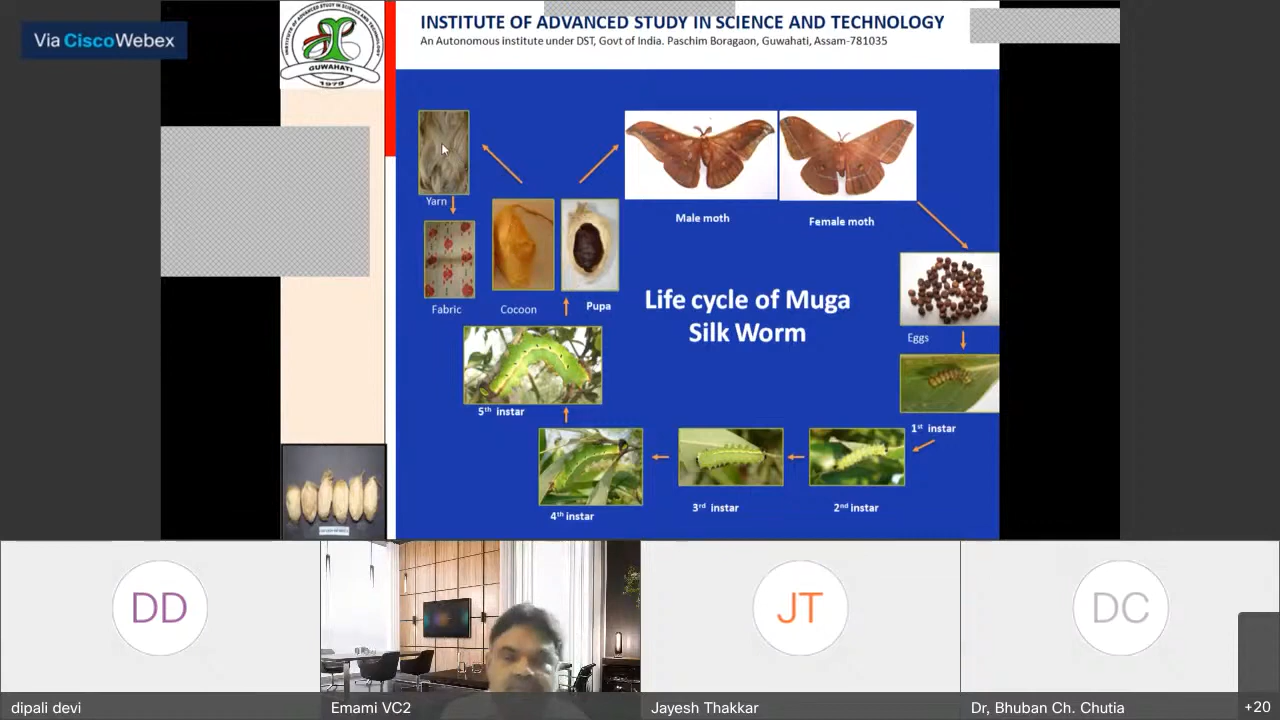 Via Cisco Webex
INSTITUTE OF ADVANCED STUDY IN SCIENCE AND TECHNOLOGY
An Autonomous institute under DST, Govt of India. Paschim Boragaon, Guwahati, Assam-781035
GUWAHATI
1979
Yarn
Male moth
Female moth
Fabric
Cocoon
Pupa
Life cycle of Muga
Silk Worm
Eggs
5th instar
1st instar
4th instar
3rd instar
2nd instar
DD
JT
DC
dipali devi
Emami VC2
Jayesh Thakkar
Dr, Bhuban Ch. Chutia
+20